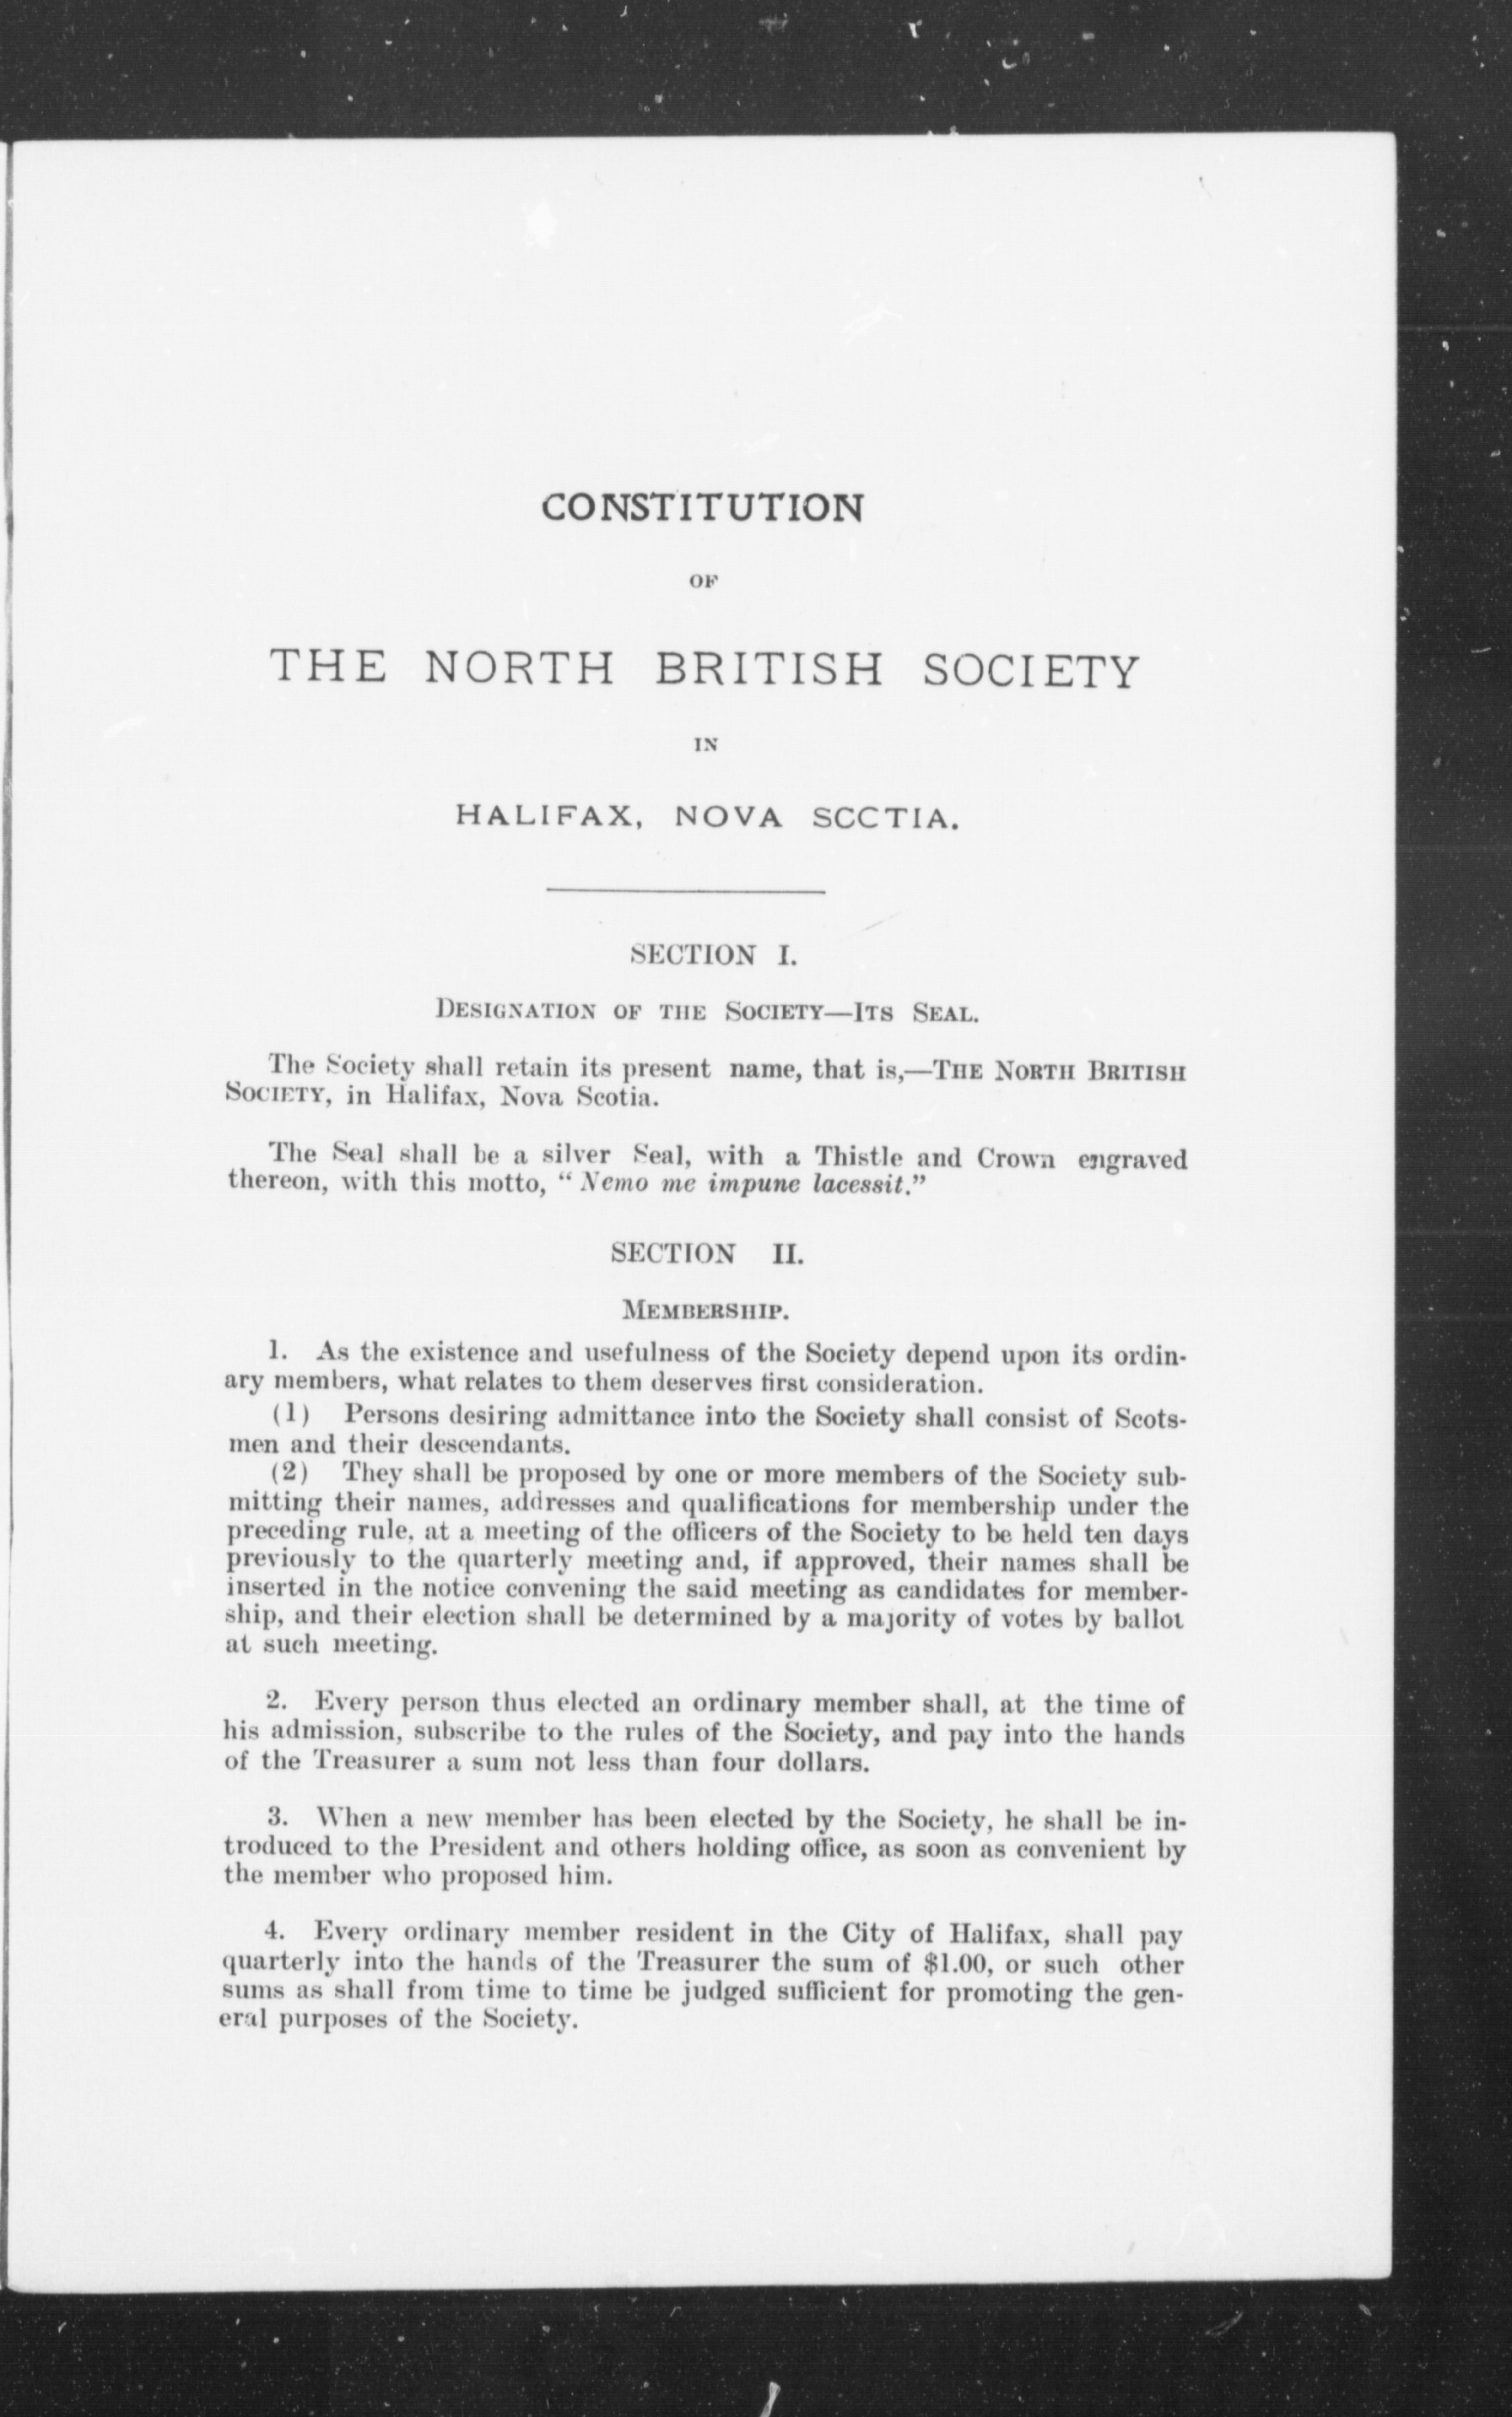 CONSTITUTION
OF
THE NORTH BRITISH SOCIETY
IN
HALIFAX, NOVA SCCTIA.
SECTION I.
DESIGNATION OF THE SOCIETY—ITS SEAL.
The Society shall retain its present name, that is,—THE NORTH BRITISH
SOCIETY, in Halifax, Nova Scotia.
The Seal shall be a silver Seal, with a Thistle and Crown engraved
thereon, with this motto, “Nemo me impune lacessit.”
SECTION II.
MEMBERSHIP.
1. As the existence and usefulness of the Society depend upon its ordin-
ary members, what relates to them deserves first consideration.
(1) Persons desiring admittance into the Society shall consist of Scots-
men and their descendants.
(2) They shall be proposed by one or more members of the Society sub-
mitting their names, addresses and qualifications for membership under the
preceding rule, at a meeting of the officers of the Society to be held ten days
previously to the quarterly meeting and, if approved, their names shall be
inserted in the notice convening the said meeting as candidates for member-
ship, and their election shall be determined by a majority of votes by ballot
at such meeting.
2. Every person thus elected an ordinary member shall, at the time of
his admission, subscribe to the rules of the Society, and pay into the hands
of the Treasurer a sum not less than four dollars.
3. When a new member has been elected by the Society, he shall be in-
troduced to the President and others holding office, as soon as convenient by
the member who proposed him.
4. Every ordinary member resident in the City of Halifax, shall pay
quarterly into the hands of the Treasurer the sum of $1.00, or such other
sums as shall from time to time be judged sufficient for promoting the gen-
eral purposes of the Society.